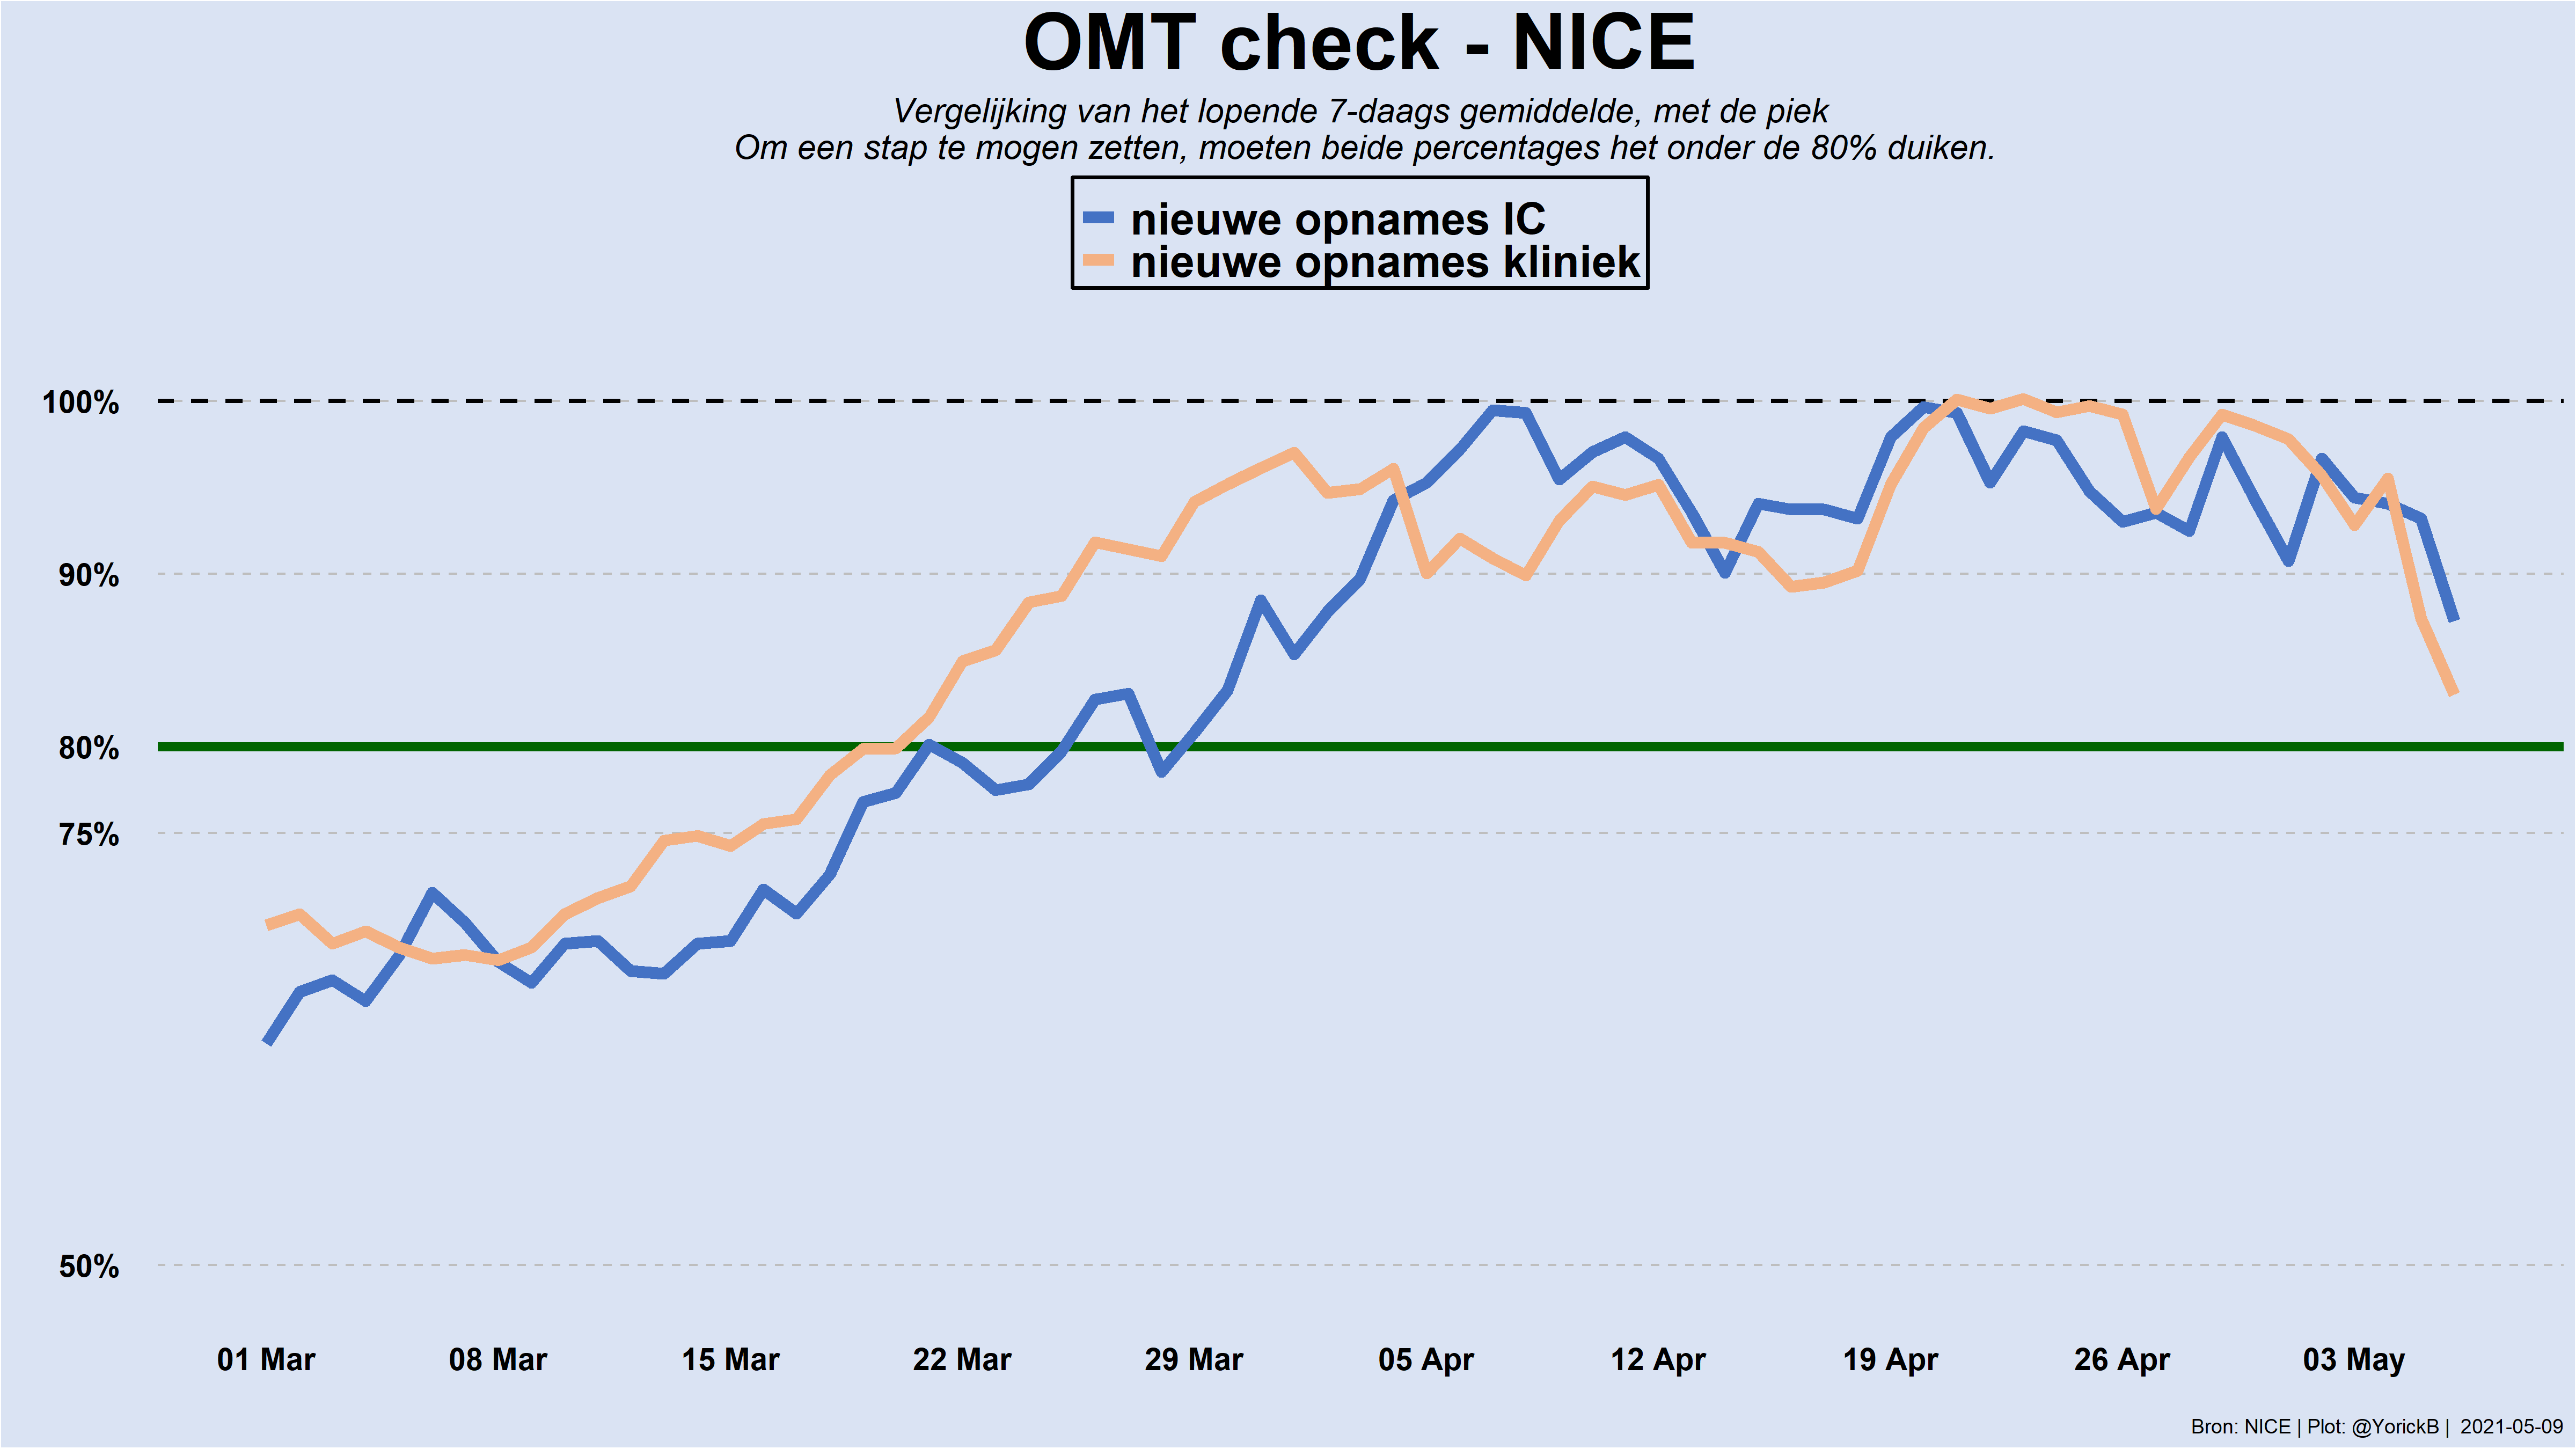 OMT check - NICE
Vergelijking van het lopende 7-daags gemiddelde, met de piek
Om een stap te mogen zetten, moeten beide percentages het onder de 80% duiken.
nieuwe opnames IC
nieuwe opnames kliniek
100%
90%
80%
75%
50%
01 Mar 08 Mar 15 Mar 22 Mar 29 Mar 05 Apr 12 Apr 19 Apr 26 Apr 03 May
Bron: NICE | Plot: @YorickB | 2021-05-09